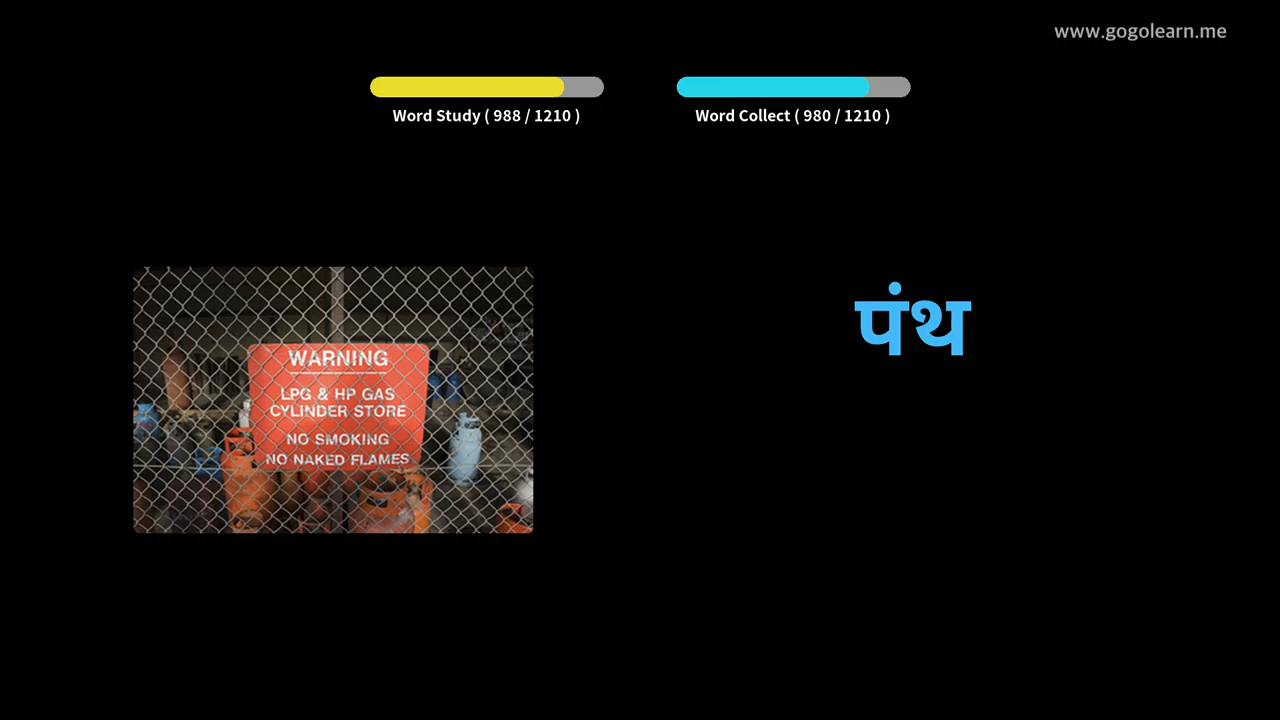 www.gogolearn.me
Word Study ( 988 / 1210 )
Word Collect ( 980 / 1210 )
पंथ
WARNING
LPG & HP GAS
CYLINDER STORE
NO SMOKING
NO NAKED FLAMES